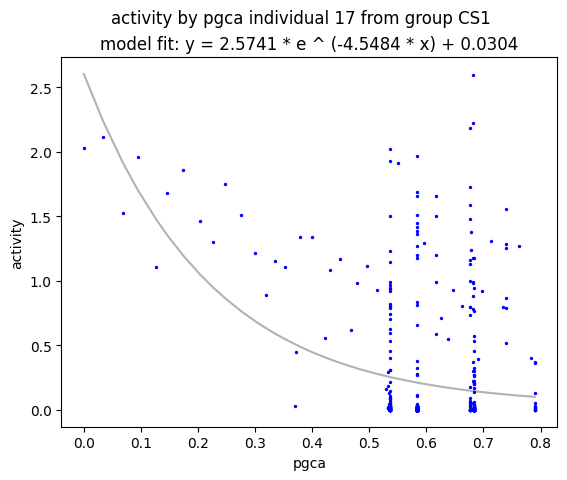 activity by pgca individual 17 from group CS1
model fit: y = 2.5741 * e ^ (-4.5484 * x) + 0.0304
2.5
2.0
1.5
1.0
0.5
0.0
activity
0.0 0.1 0.2 0.3 0.4 0.5 0.6 0.7 0.8
pgca